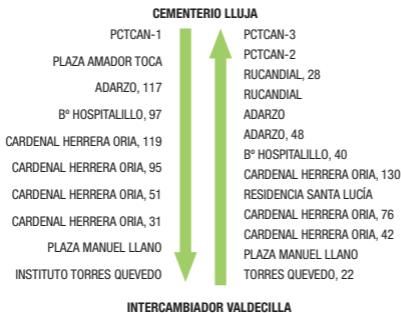 CEMENTERIO LLUJA
PCTCAN-1
PLAZA AMADOR TOCA
ADARZO, 117
Bº HOSPITALILLO, 97
CARDENAL HERRERA ORIA, 119
CARDENAL HERRERA ORIA, 95
CARDENAL HERRERA ORIA, 51
CARDENAL HERRERA ORIA, 31
PLAZA MANUEL LLANO
INSTITUTO TORRES QUEVEDO
PCTCAN-3
PCTCAN-2
RUCANDIAL, 28
RUCANDIAL
ADARZO
ADARZO, 48
Bº HOSPITALILLO, 40
CARDENAL HERRERA ORIA, 130
RESIDENCIA SANTA LUCÍA
CARDENAL HERRERA ORIA, 76
CARDENAL HERRERA ORIA, 42
PLAZA MANUEL LLANO
TORRES QUEVEDO, 22
INTERCAMBIADOR VALDECILLA